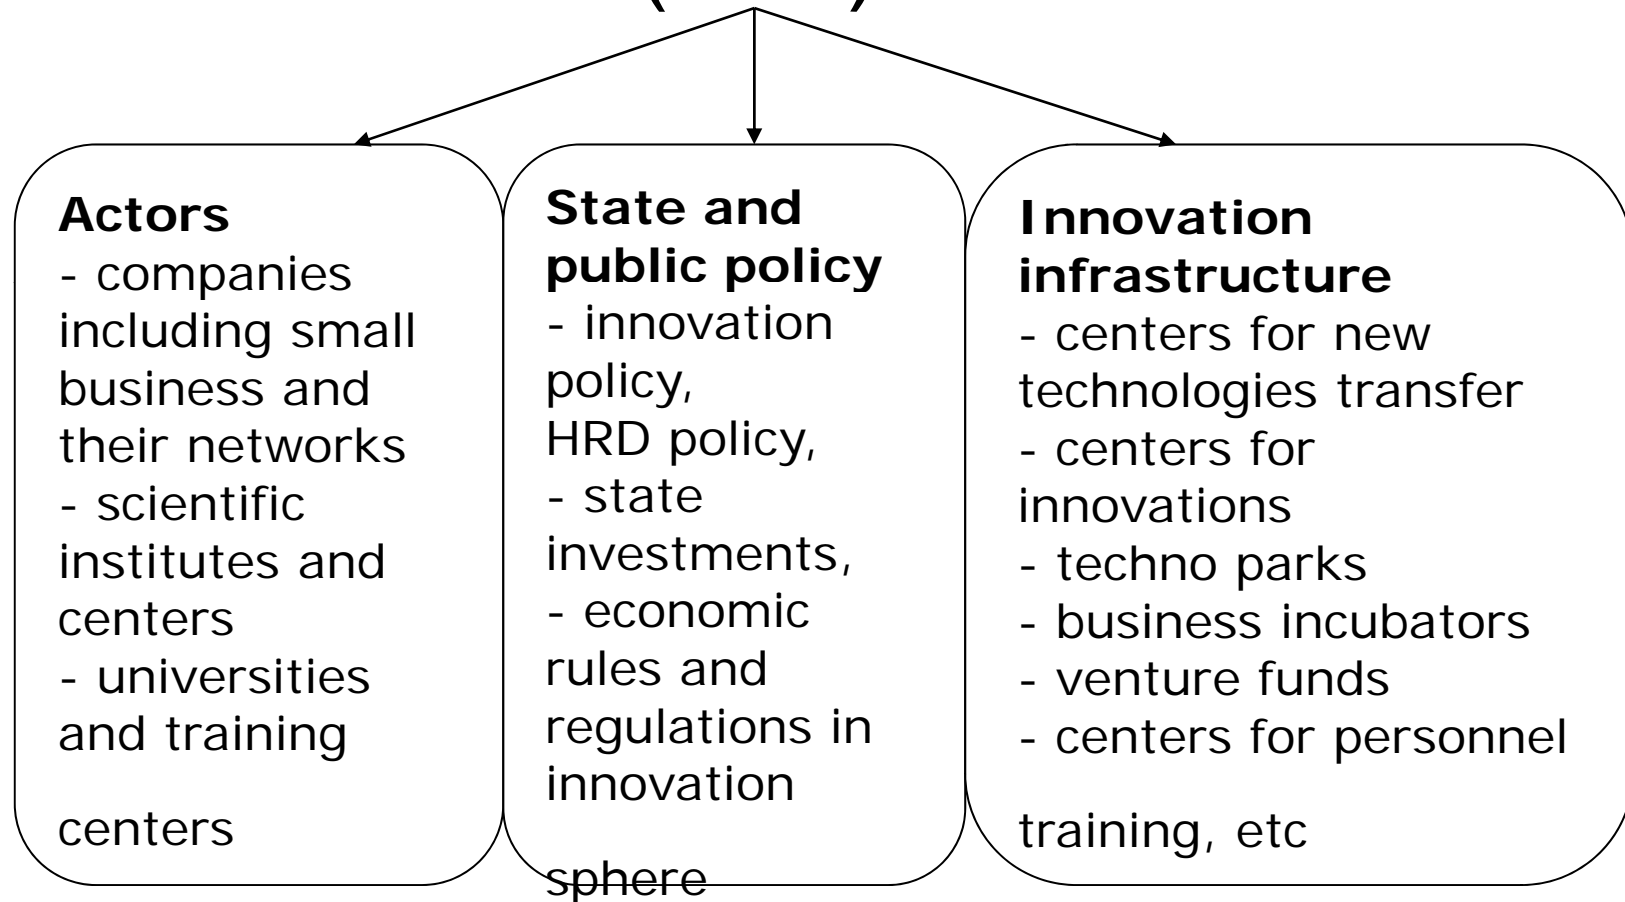 Actors
- companies
including small
business and
their networks
- scientific
institutes and
centers
- universities
and training
centers
State and
public policy
- innovation
policy,
HRD policy,
- state
investments,
- economic
rules and
regulations in
innovation
sphere
Innovation
infrastructure
- centers for new
technologies transfer
- centers for
innovations
- techno parks
- business incubators
- venture funds
- centers for personnel
training, etc